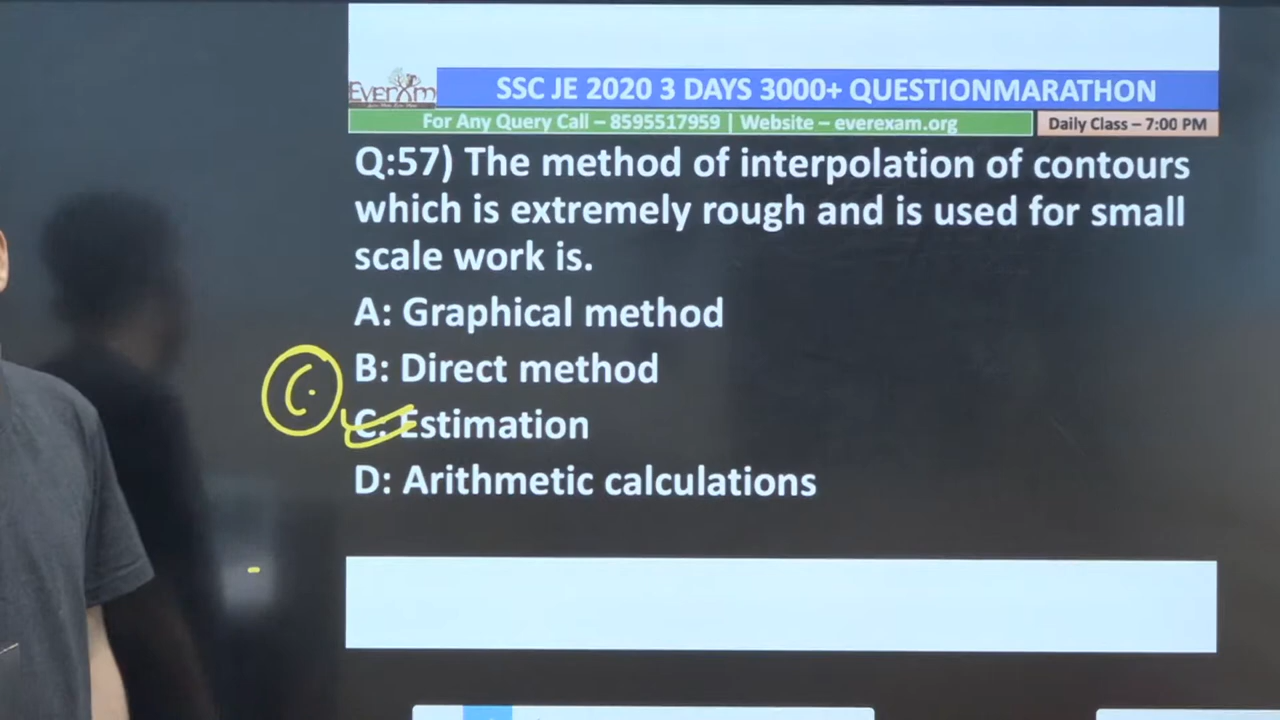 EverExam
SSC JE 2020 3 DAYS 3000+ QUESTIONMARATHON
For Any Query Call – 8595517959 | Website – everexam.org
Daily Class – 7:00 PM
Q:57) The method of interpolation of contours
which is extremely rough and is used for small
scale work is.
A: Graphical method
B: Direct method
C.
C: Estimation
D: Arithmetic calculations